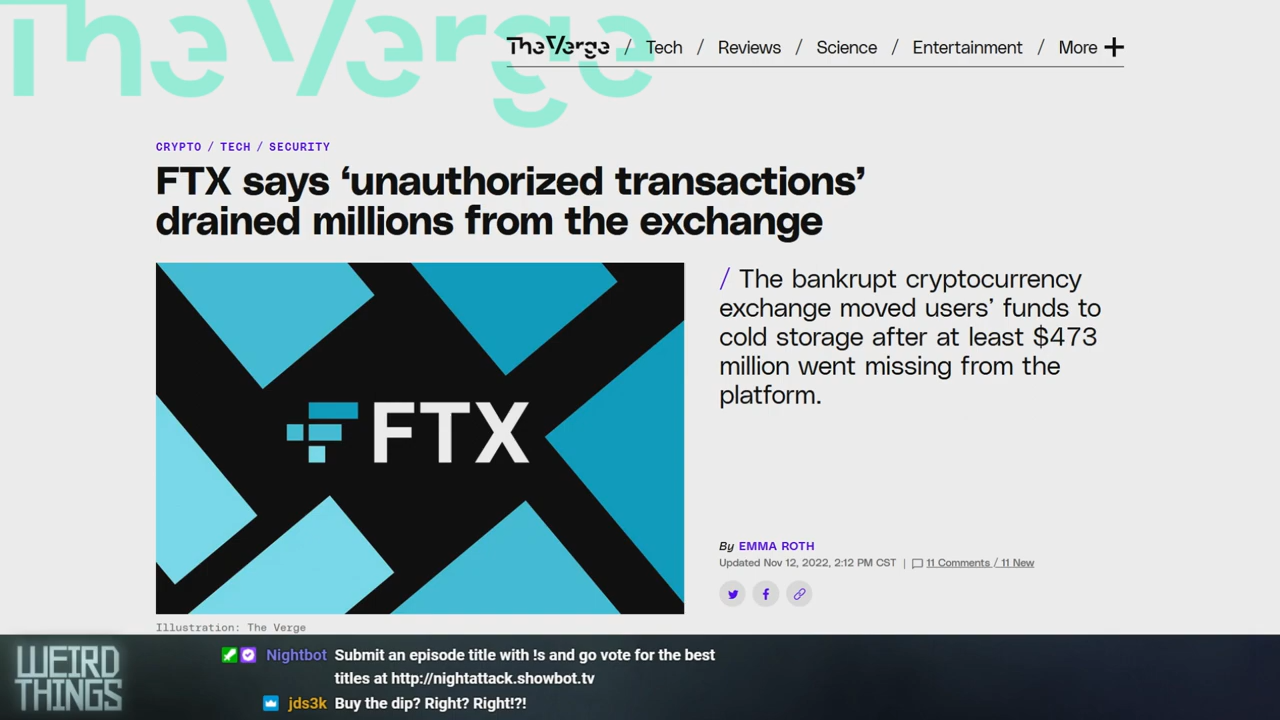 The Verge
The Verge / Tech / Reviews / Science / Entertainment / More +
CRYPTO / TECH / SECURITY
FTX says ‘unauthorized transactions’
drained millions from the exchange
FTX
/ The bankrupt cryptocurrency
exchange moved users’ funds to
cold storage after at least $473
million went missing from the
platform.
By EMMA ROTH
Updated Nov 12, 2022, 2:12 PM CST | 11 Comments / 11 New
Illustration: The Verge
WEIRD
THINGS
Nightbot Submit an episode title with !s and go vote for the best
titles at http://nightattack.showbot.tv
jds3k Buy the dip? Right? Right!?!